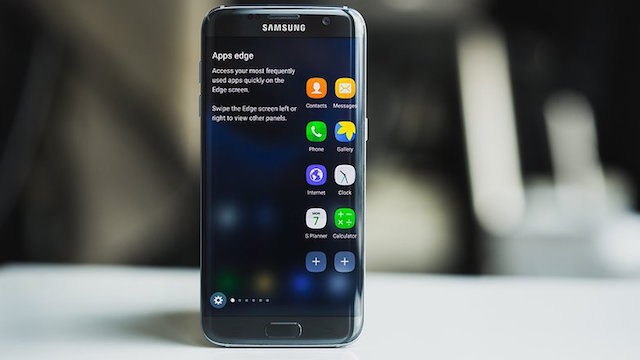 SAMSUNG
Apps edge
Access your most frequently
used apps quickly on the
Edge screen.
Swipe the Edge screen left or
right to view other panels.
Contacts Messages
Phone Gallery
Internet Clock
MON
7
S Planner Calculator